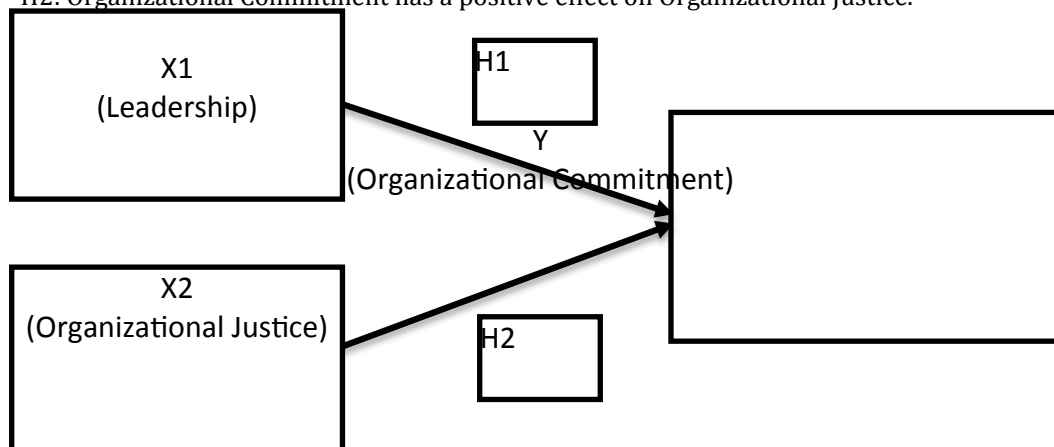 H2: Organizational Commitment has a positive effect on Organizational Justice.
X1
(Leadership)
H1
Y
(Organizational Commitment)
X2
(Organizational Justice)
H2